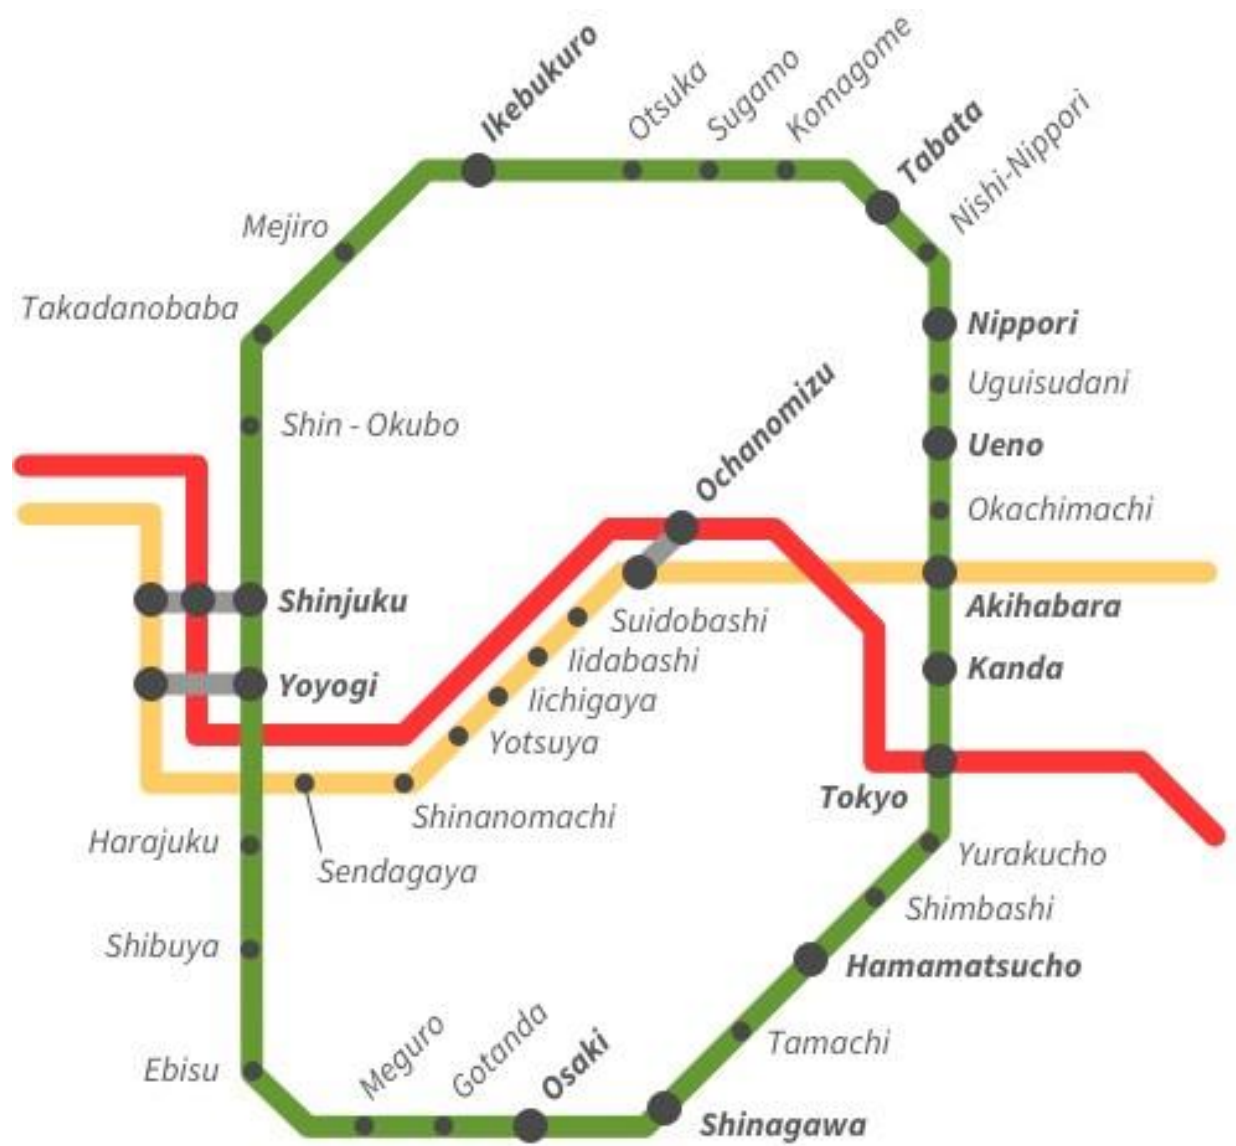 Ikebukuro
Otsuka
Sugamo
Komagome
Tabata
Nishi-Nippori
Mejiro
Takadanobaba
Nippori
Uguisudani
Shin - Okubo
Ueno
Ochanomizu
Okachimachi
Shinjuku
Akihabara
Suidobashi
Iidabashi
Kanda
Yoyogi
Iichigaya
Yotsuya
Tokyo
Shinanomachi
Harajuku
Sendagaya
Yurakucho
Shimbashi
Shibuya
Hamamatsucho
Tamachi
Ebisu
Meguro
Gotanda
Osaki
Shinagawa